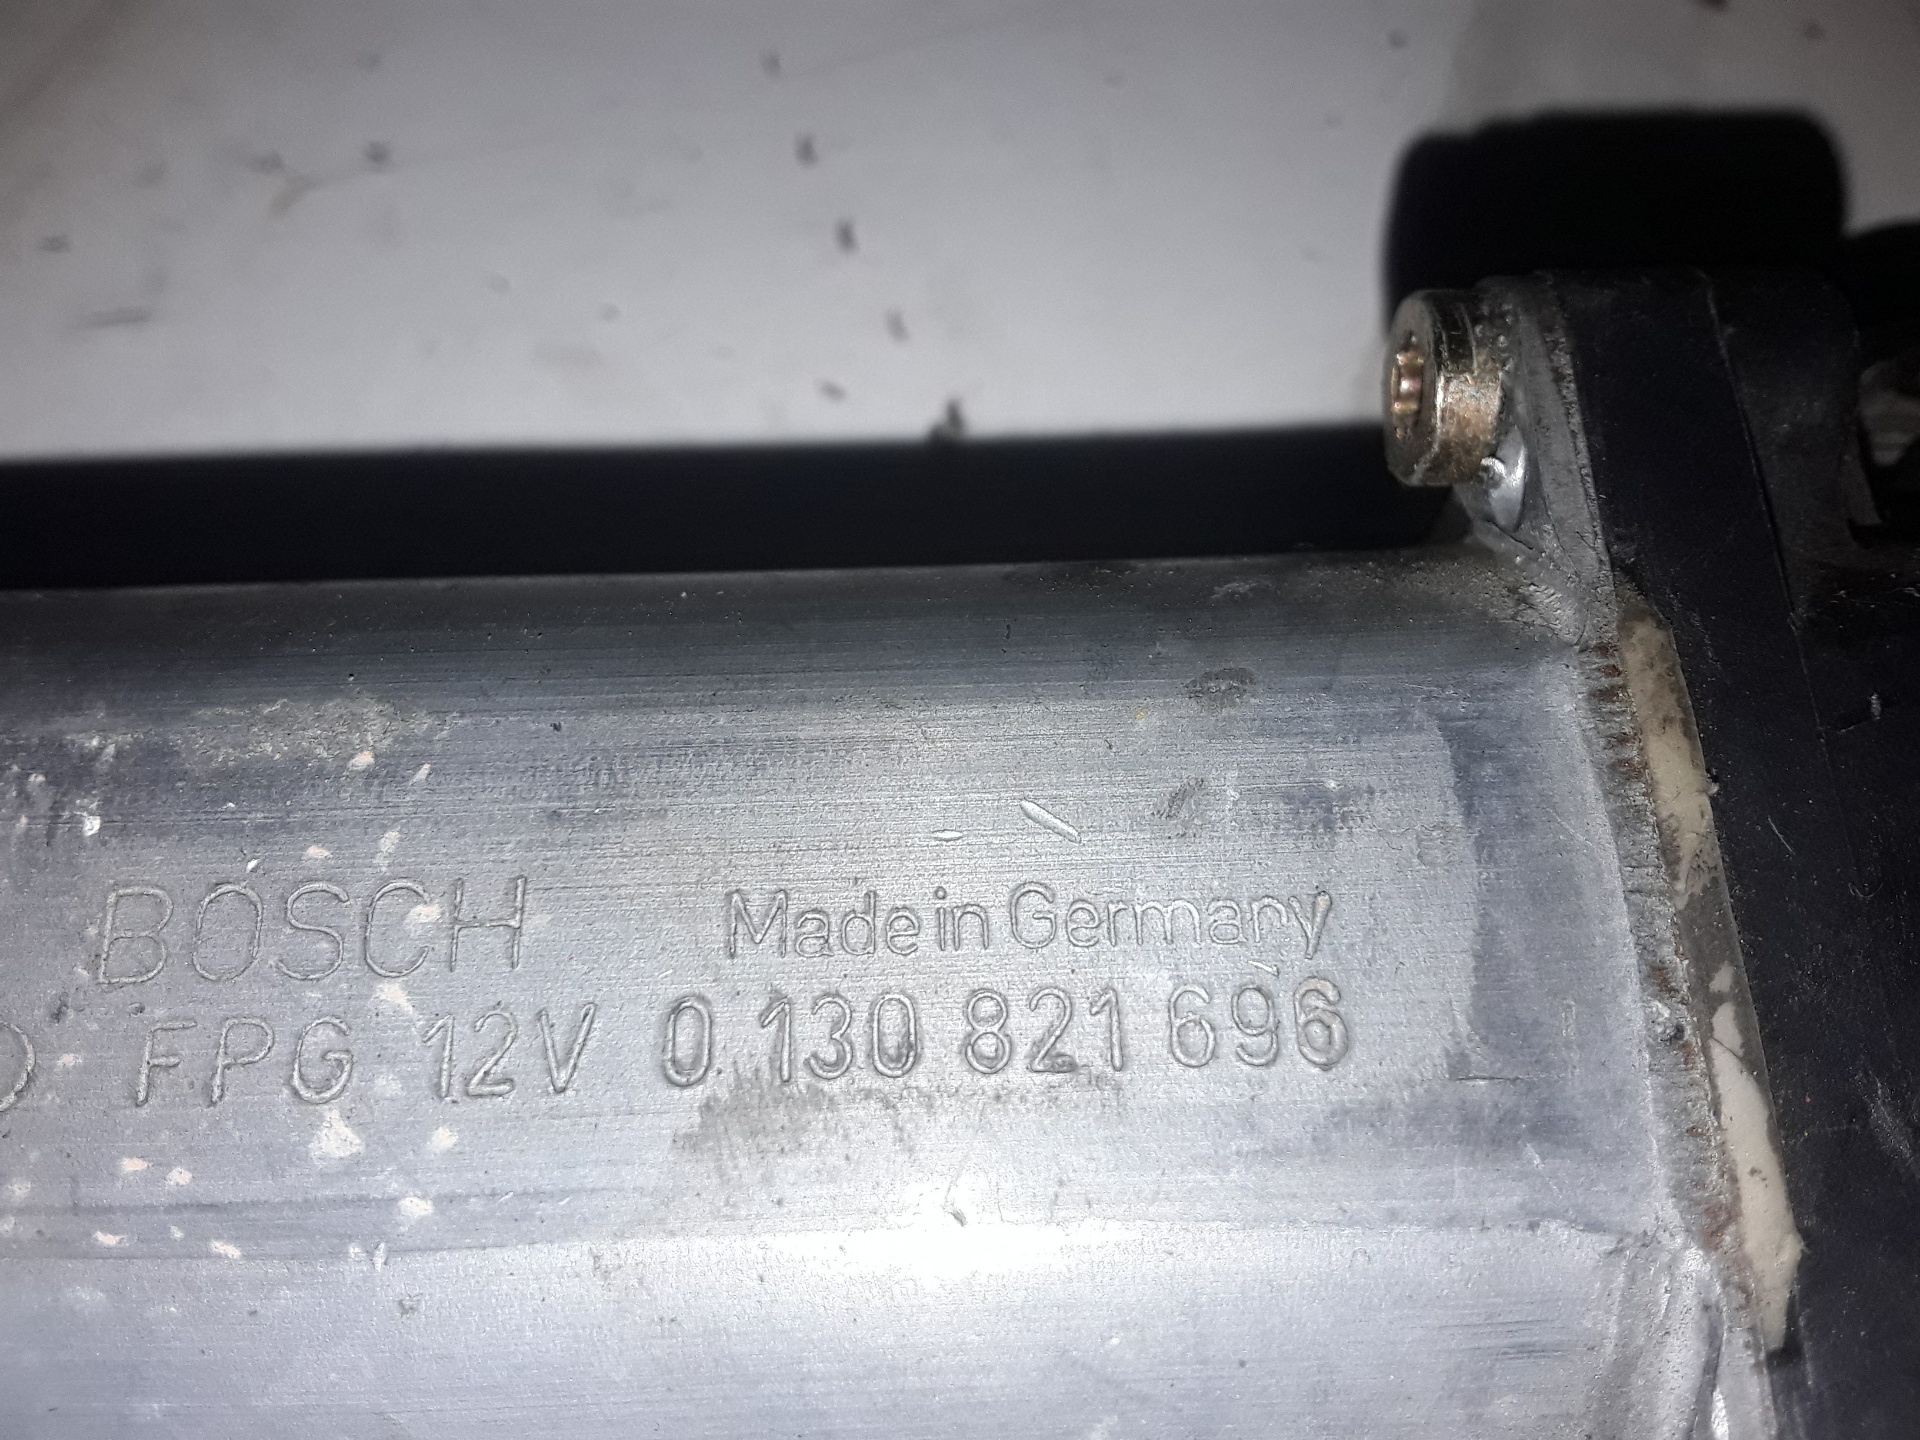 BOSCH Made in Germany
FPG 12V 0 130 821 696